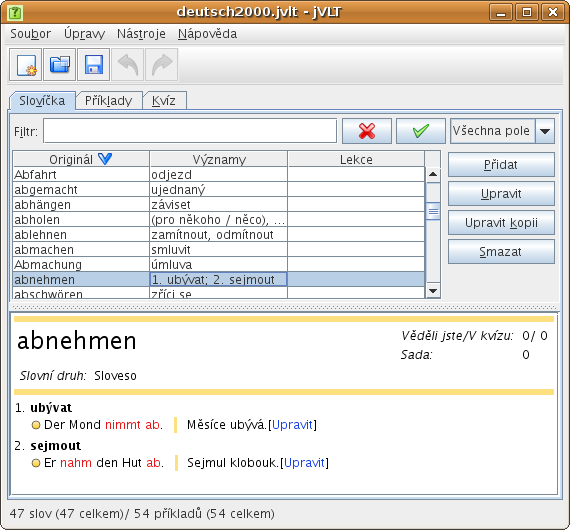 deutsch2000.jvlt - jVLT
Soubor Úpravy Nástroje Nápověda
Slovíčka Příklady Kvíz
Filtr: Všechna pole
Originál Významy Lekce
Abfahrt odjezd
abgemacht ujednaný
abhängen záviset
abholen (pro někoho / něco), ...
ablehnen zamítnout, odmítnout
abmachen smluvit
Abmachung úmluva
abnehmen 1. ubývat; 2. sejmout
abschwören zříci se
Přidat
Upravit
Upravit kopii
Smazat
abnehmen
Věděli jste/V kvízu: 0/ 0
Sada: 0
Slovní druh: Sloveso
1. ubývat
Der Mond nimmt ab. Měsíce ubývá.[Upravit]
2. sejmout
Er nahm den Hut ab. Sejmul klobouk.[Upravit]
47 slov (47 celkem)/ 54 příkladů (54 celkem)